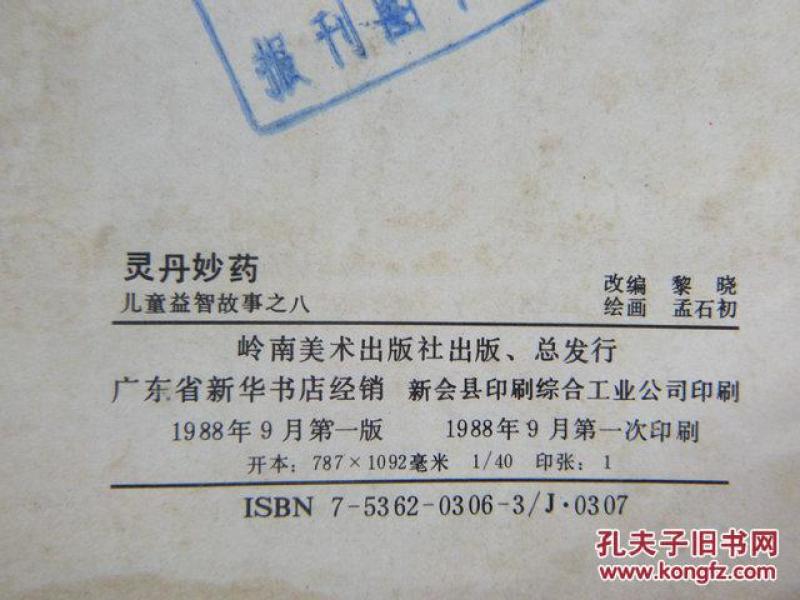 报刊图
灵丹妙药
儿童益智故事之八
改编 黎 晓
绘画 孟石初
岭南美术出版社出版、总发行
广东省新华书店经销 新会县印刷综合工业公司印刷
1988年9月第一版 1988年9月第一次印刷
开本：787×1092毫米 1/40 印张：1
ISBN 7-5362-0306-3/J·0307
孔夫子旧书网
www.kongfz.com